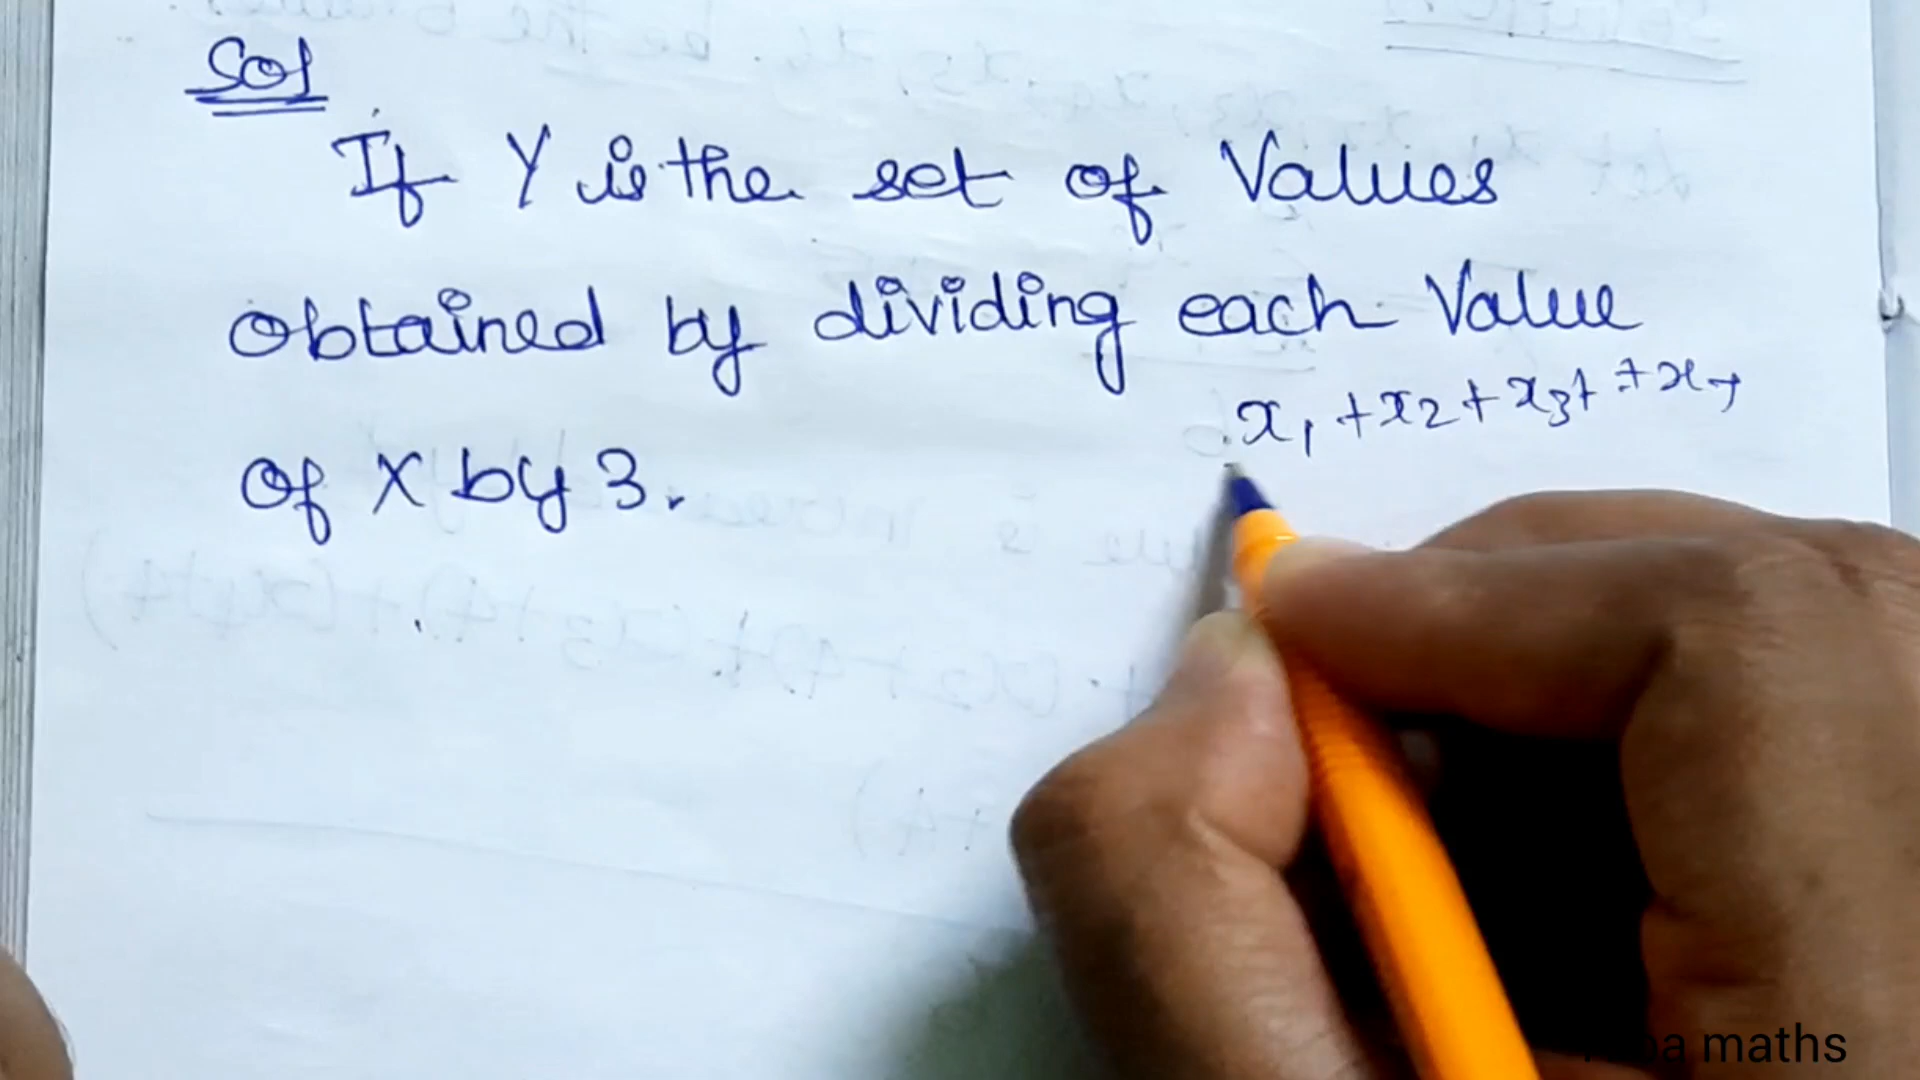 Sol
If Y is the set of Values
obtained by dividing each Value
x₁ + x₂ + x₃ +
of X by 3.
maths